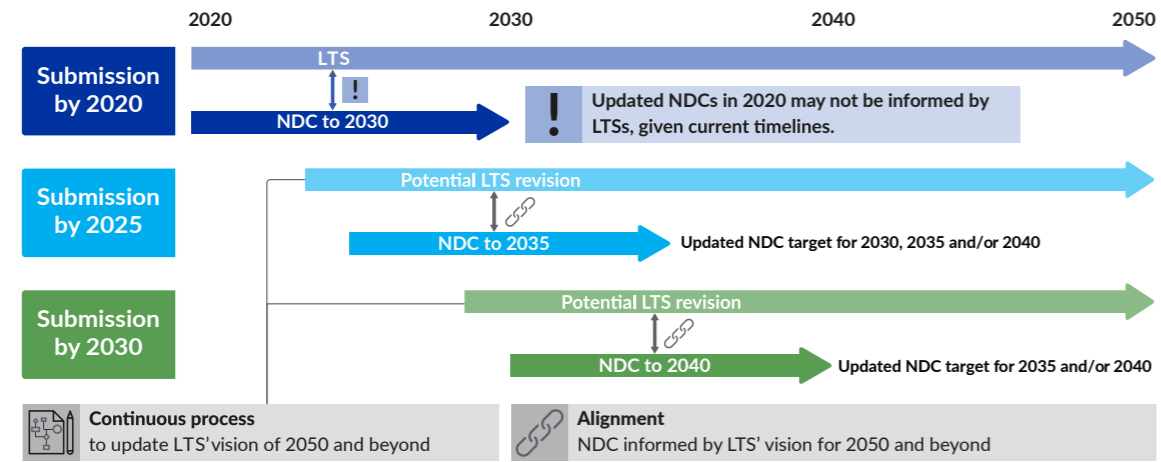 2020
2030
2040
2050
Submission
by 2020
LTS
!
NDC to 2030
!
Updated NDCs in 2020 may not be informed by
LTSs, given current timelines.
Submission
by 2025
Potential LTS revision
NDC to 2035
Updated NDC target for 2030, 2035 and/or 2040
Submission
by 2030
Potential LTS revision
NDC to 2040
Updated NDC target for 2035 and/or 2040
Continuous process
to update LTS’ vision of 2050 and beyond
Alignment
NDC informed by LTS’ vision for 2050 and beyond